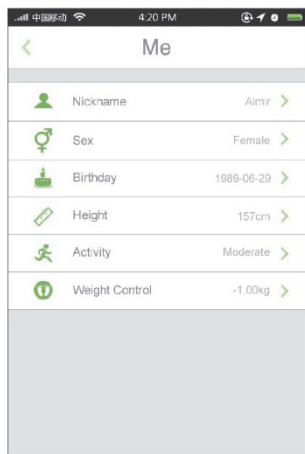 中国移动 4:20 PM
Me
Nickname Aimir
Sex Female
Birthday 1989-06-29
Height 157cm
Activity Moderate
Weight Control -1.00kg